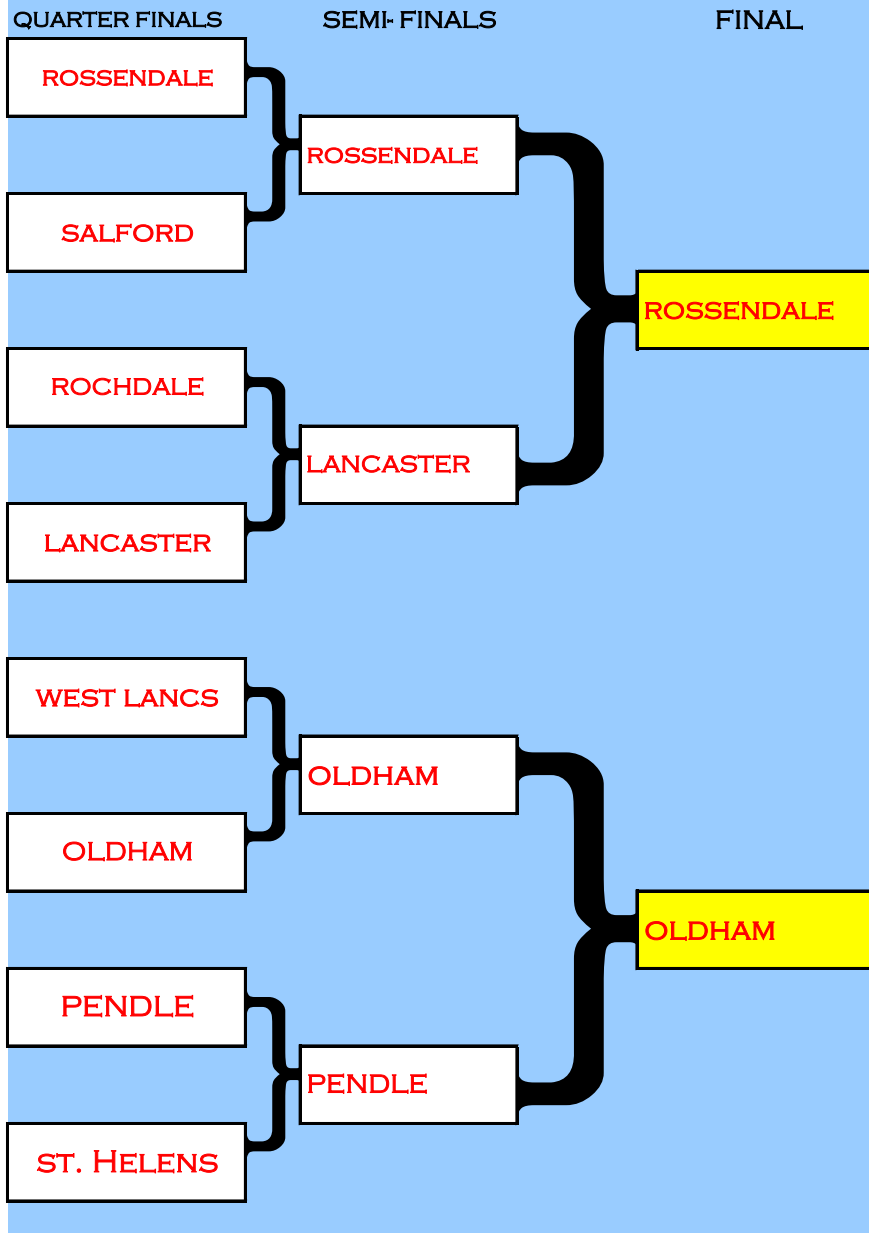 QUARTER FINALS SEMI- FINALS FINAL
ROSSENDALE
ROSSENDALE
SALFORD
ROSSENDALE
ROCHDALE
LANCASTER
LANCASTER
WEST LANCS
OLDHAM
OLDHAM
OLDHAM
PENDLE
PENDLE
ST. HELENS